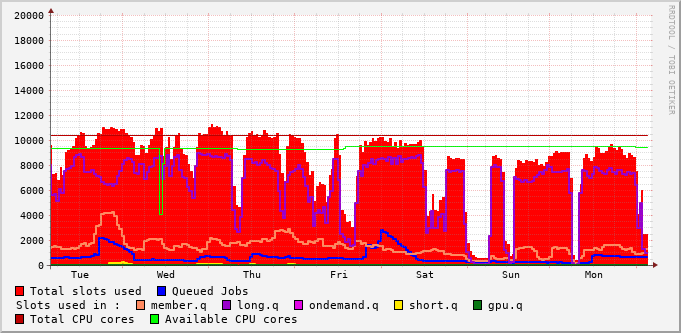 20000
18000
16000
14000
12000
10000
8000
6000
4000
2000
0
Tue Wed Thu Fri Sat Sun Mon
Total slots used Queued Jobs
Slots used in : member.q long.q ondemand.q short.q gpu.q
Total CPU cores Available CPU cores
RRDTOOL / TOBI OETIKER